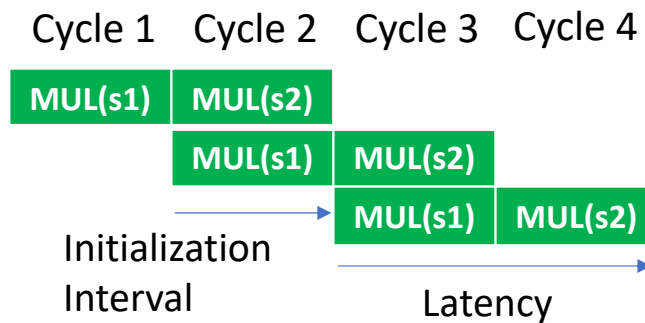 Cycle 1 Cycle 2 Cycle 3 Cycle 4
MUL(s1) MUL(s2)
MUL(s1) MUL(s2)
MUL(s1) MUL(s2)
Initialization
Interval
Latency